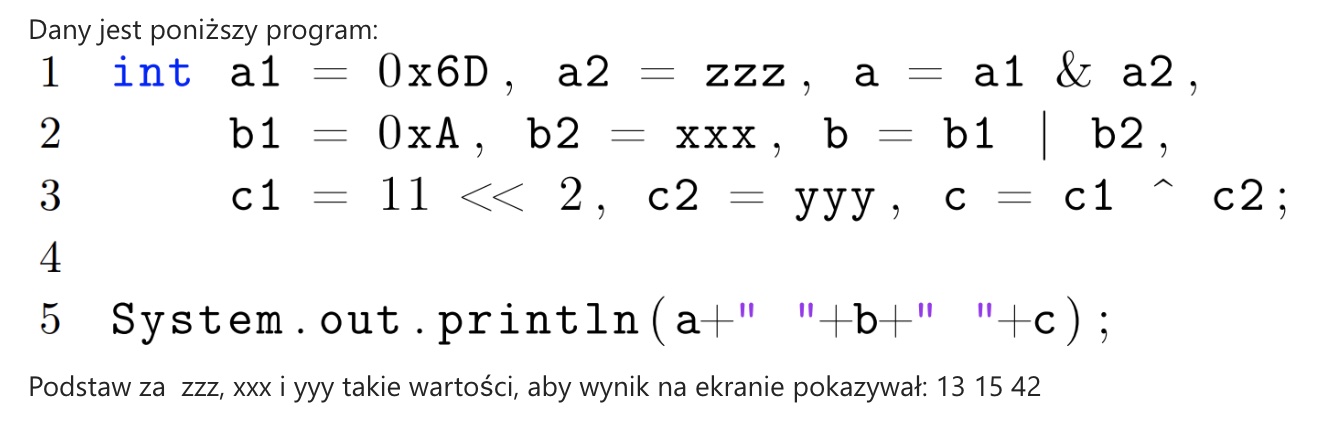 Dany jest poniższy program:
1 int a1 = 0x6D, a2 = zzz, a = a1 & a2,
2 b1 = 0xA, b2 = xxx, b = b1 | b2,
3 c1 = 11 << 2, c2 = yyy, c = c1 ^ c2;
4
5 System.out.println(a+" "+b+" "+c);
Podstaw za zzz, xxx i yyy takie wartości, aby wynik na ekranie pokazywał: 13 15 42